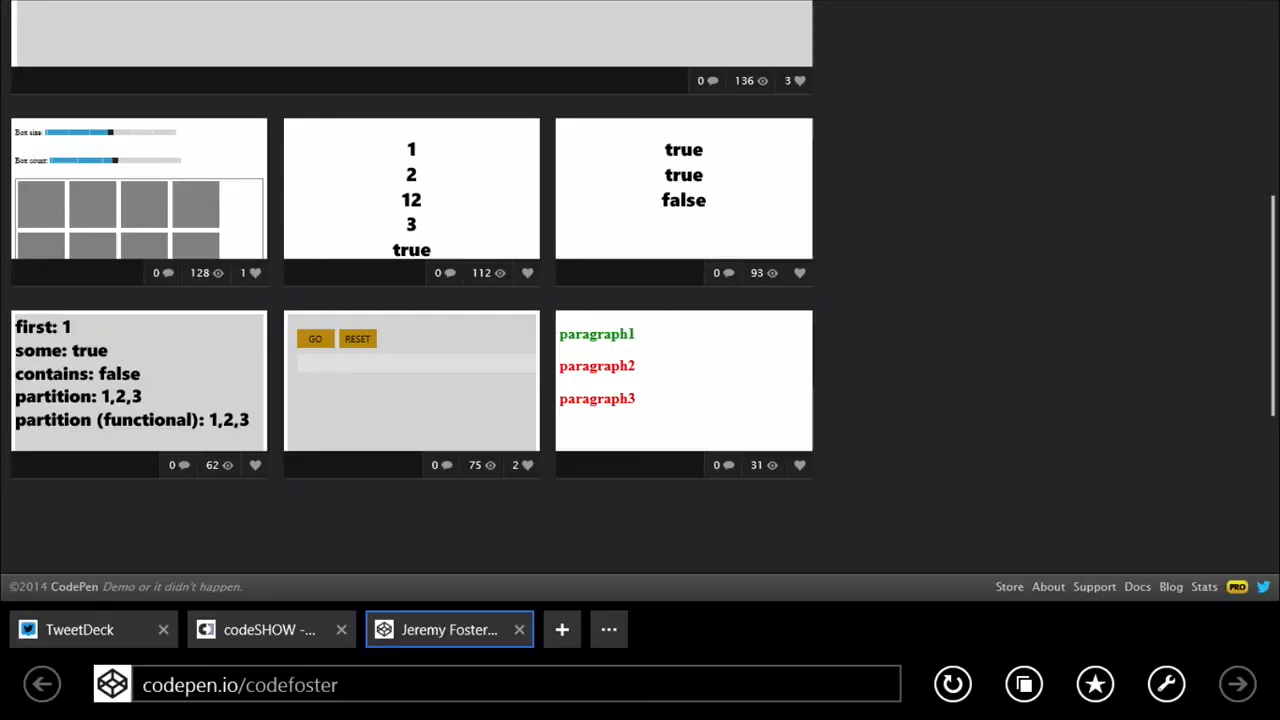 0 136 3
Box size:
Box count:
1
2
12
3
true
true
true
false
0 128 1
0 112
0 93
first: 1
some: true
contains: false
partition: 1,2,3
partition (functional): 1,2,3
GO RESET
paragraph1
paragraph2
paragraph3
0 62
0 75 2
0 31
©2014 CodePen Demo or it didn't happen.
Store About Support Docs Blog Stats PRO
TweetDeck
codeSHOW -...
Jeremy Foster...
codepen.io/codefoster